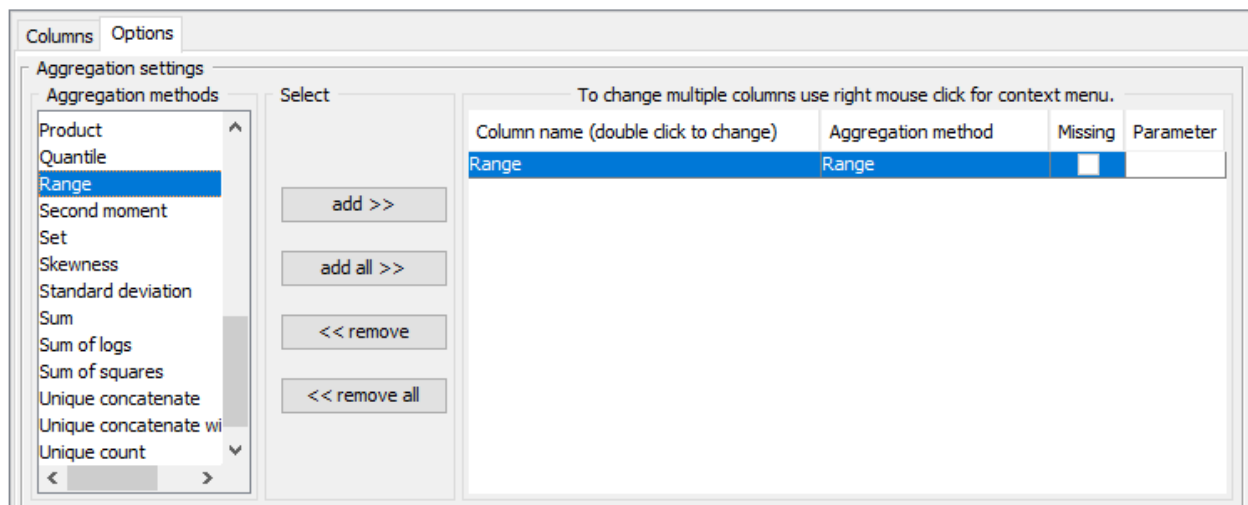 Columns
Options
Aggregation settings
Aggregation methods
Product
Quantile
Range
Second moment
Set
Skewness
Standard deviation
Sum
Sum of logs
Sum of squares
Unique concatenate
Unique concatenate wi
Unique count
Select
add >>
add all >>
<< remove
<< remove all
To change multiple columns use right mouse click for context menu.
Column name (double click to change) Aggregation method Missing Parameter
Range Range